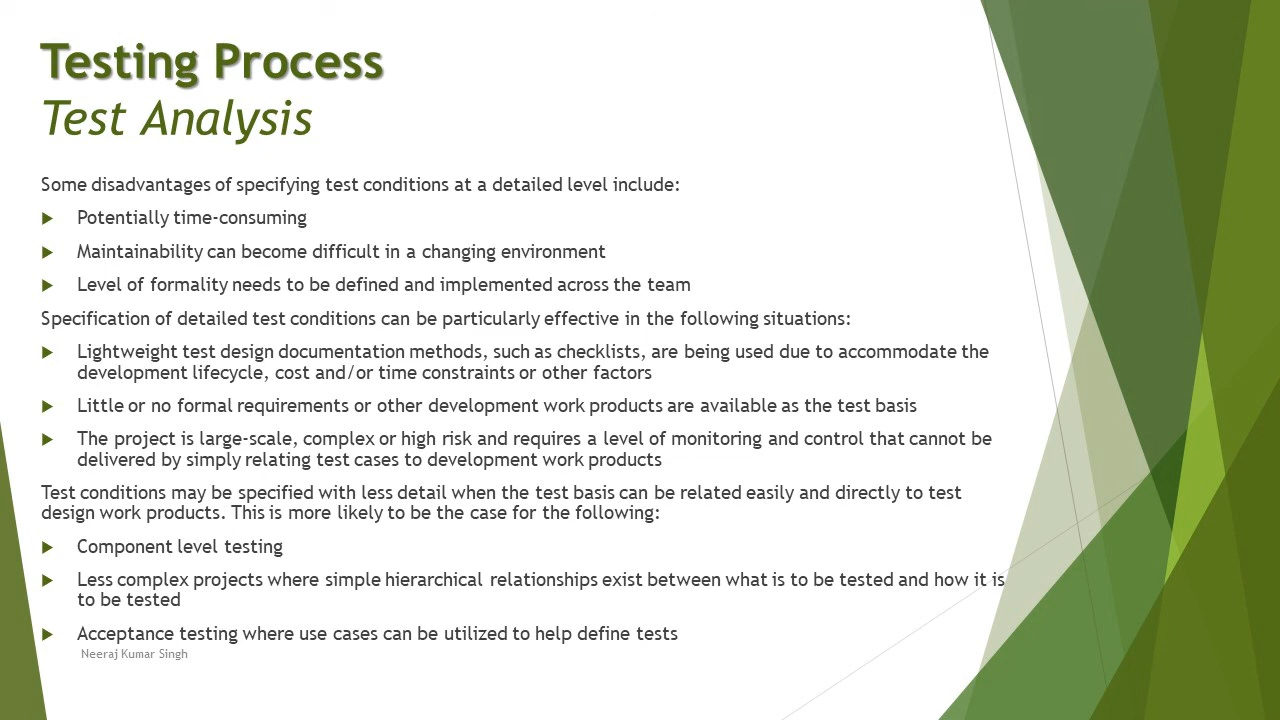 Testing Process
Test Analysis
Some disadvantages of specifying test conditions at a detailed level include:
Potentially time-consuming
Maintainability can become difficult in a changing environment
Level of formality needs to be defined and implemented across the team
Specification of detailed test conditions can be particularly effective in the following situations:
Lightweight test design documentation methods, such as checklists, are being used due to accommodate the
development lifecycle, cost and/or time constraints or other factors
Little or no formal requirements or other development work products are available as the test basis
The project is large-scale, complex or high risk and requires a level of monitoring and control that cannot be
delivered by simply relating test cases to development work products
Test conditions may be specified with less detail when the test basis can be related easily and directly to test
design work products. This is more likely to be the case for the following:
Component level testing
Less complex projects where simple hierarchical relationships exist between what is to be tested and how it is
to be tested
Acceptance testing where use cases can be utilized to help define tests
Neeraj Kumar Singh